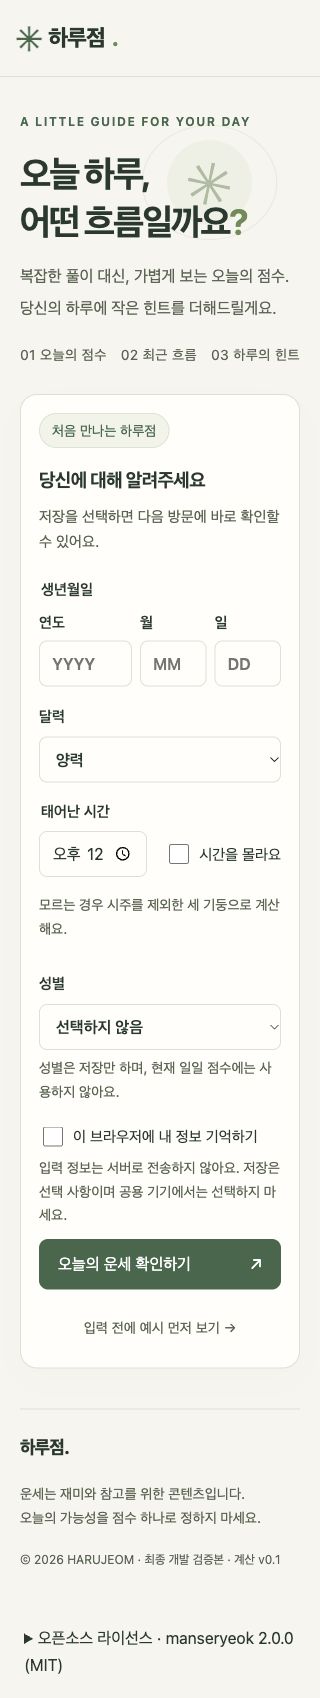 하루점 .
A LITTLE GUIDE FOR YOUR DAY
오늘 하루,
어떤 흐름일까요?
복잡한 풀이 대신, 가볍게 보는 오늘의 점수.
당신의 하루에 작은 힌트를 더해드릴게요.
01 오늘의 점수 02 최근 흐름 03 하루의 힌트
처음 만나는 하루점
당신에 대해 알려주세요
저장을 선택하면 다음 방문에 바로 확인할
수 있어요.
생년월일
연도 월 일
YYYY MM DD
달력
양력
태어난 시간
오후 12 시간을 몰라요
모르는 경우 시주를 제외한 세 기둥으로 계산
해요.
성별
선택하지 않음
성별은 저장만 하며, 현재 일일 점수에는 사
용하지 않아요.
이 브라우저에 내 정보 기억하기
입력 정보는 서버로 전송하지 않아요. 저장은
선택 사항이며 공용 기기에서는 선택하지 마
세요.
오늘의 운세 확인하기 ↗
입력 전에 예시 먼저 보기 →
하루점.
운세는 재미와 참고를 위한 콘텐츠입니다.
오늘의 가능성을 점수 하나로 정하지 마세요.
© 2026 HARUJEOM · 최종 개발 검증본 · 계산 v0.1
▶ 오픈소스 라이선스 · manseryeok 2.0.0
(MIT)